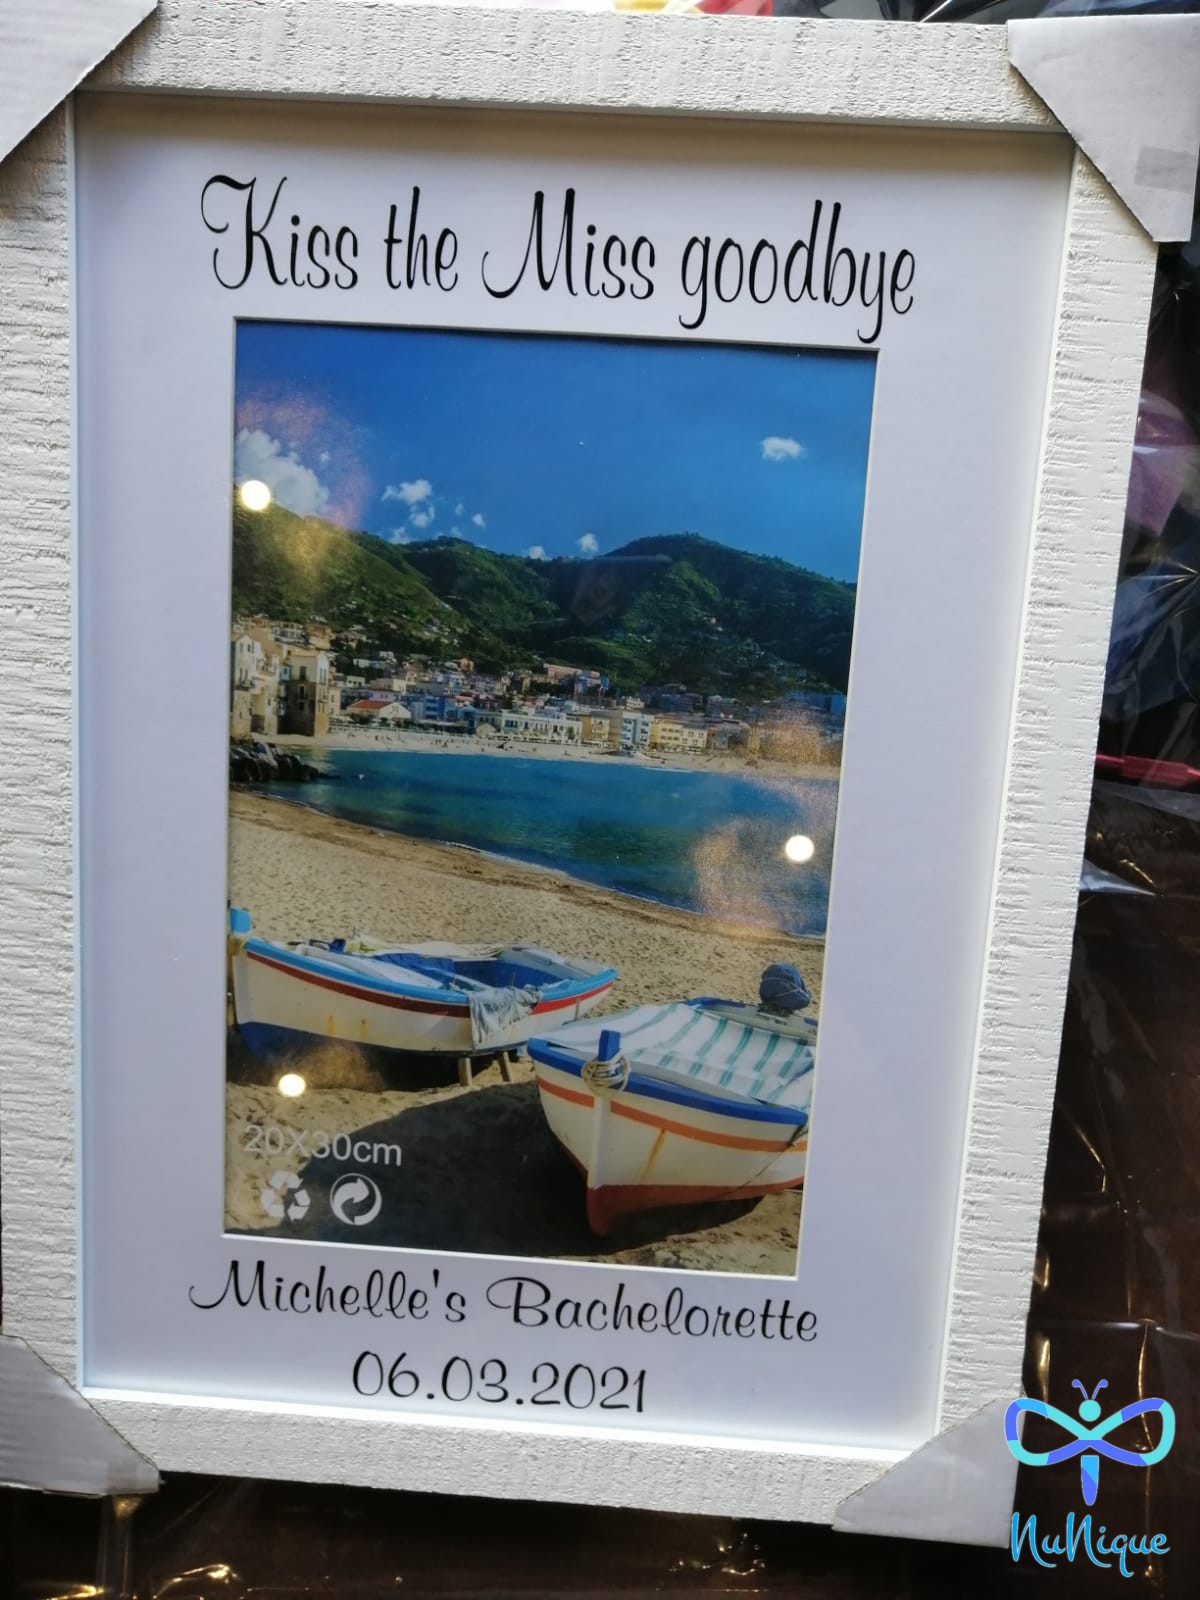 Kiss the Miss goodbye
20X30cm
Michelle's Bachelorette
06.03.2021
NuNique